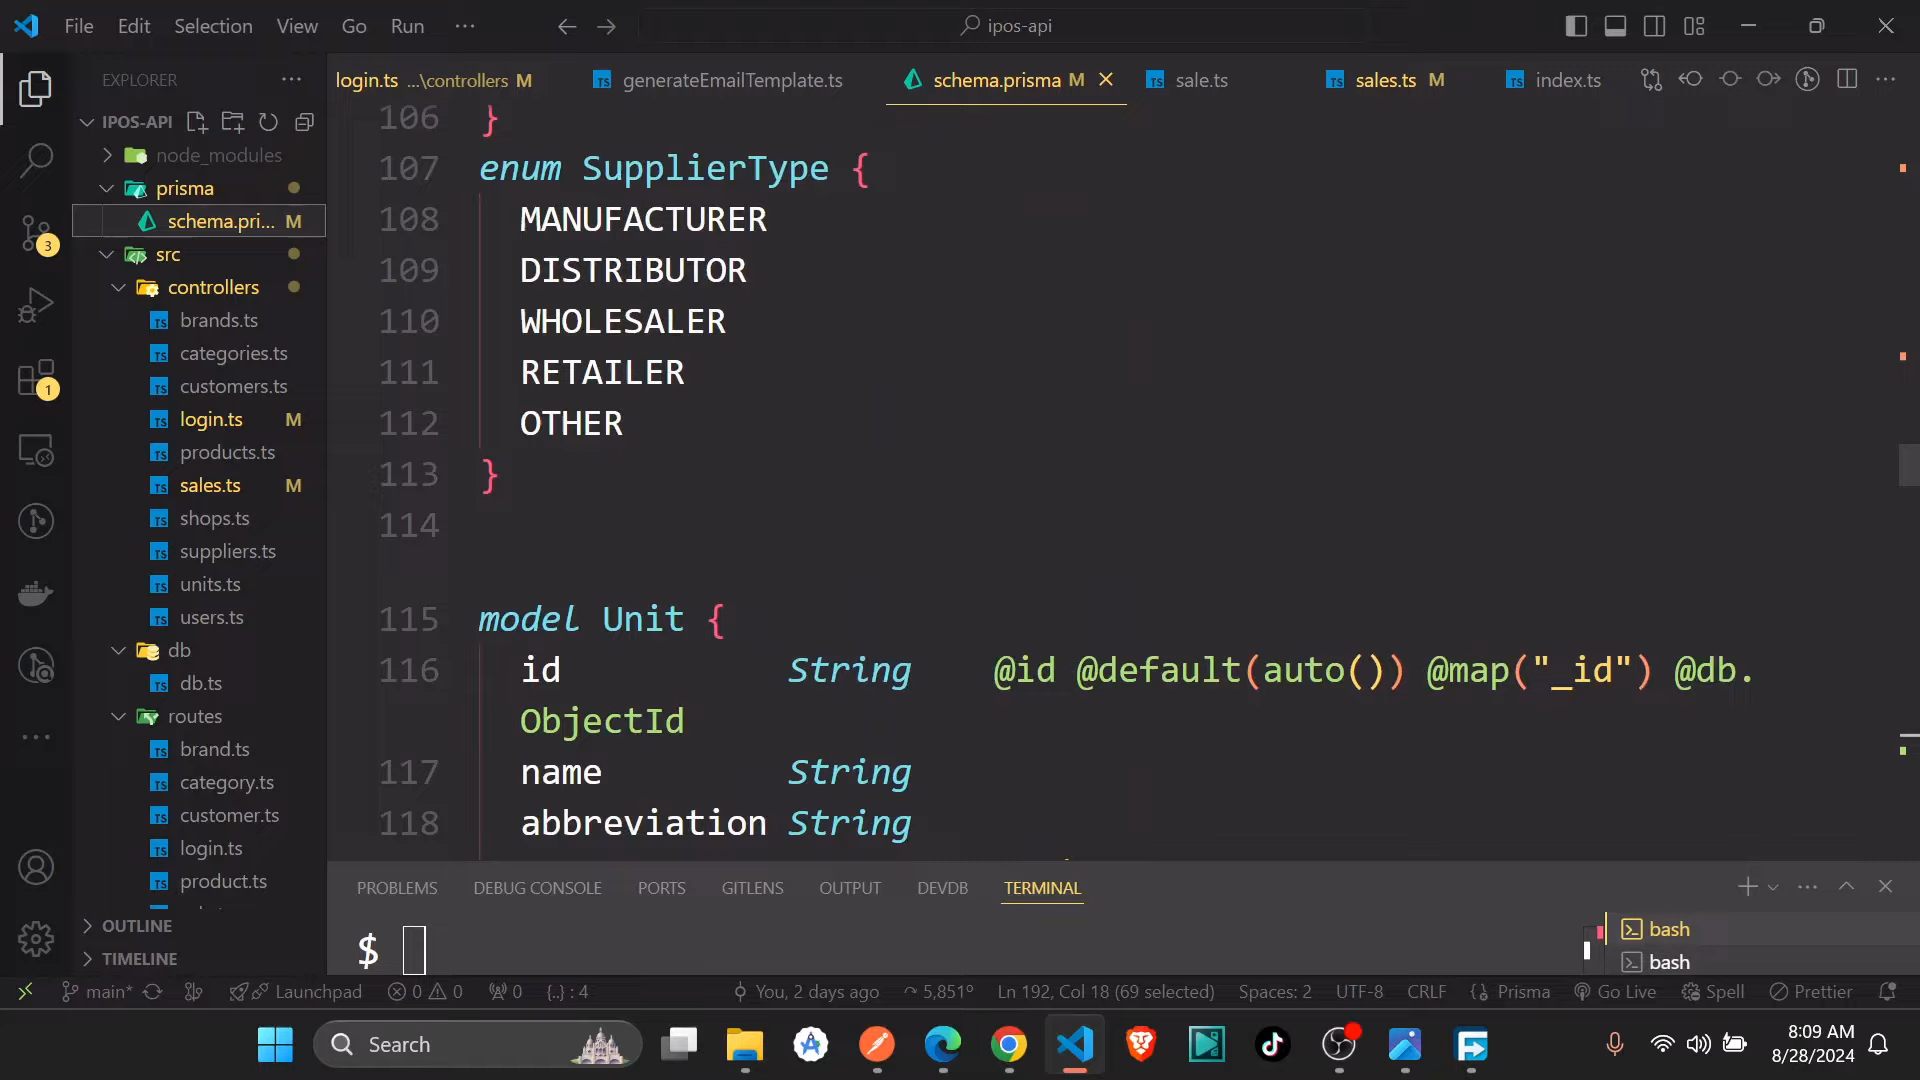 File Edit Selection View Go Run ···
ipos-api
EXPLORER ···
login.ts ...\controllers M
generateEmailTemplate.ts
schema.prisma M
sale.ts
sales.ts M
index.ts
IPOS-API
node_modules
prisma
schema.pri... M
src
controllers
brands.ts
categories.ts
customers.ts
login.ts M
products.ts
sales.ts M
shops.ts
suppliers.ts
units.ts
users.ts
db
db.ts
routes
brand.ts
category.ts
customer.ts
login.ts
product.ts
OUTLINE
TIMELINE
3
1
106 }
107 enum SupplierType {
108 MANUFACTURER
109 DISTRIBUTOR
110 WHOLESALER
111 RETAILER
112 OTHER
113 }
114
115 model Unit {
116 id String @id @default(auto()) @map("_id") @db.
ObjectId
117 name String
118 abbreviation String
PROBLEMS DEBUG CONSOLE PORTS GITLENS OUTPUT DEVDB TERMINAL
$
bash
bash
main* Launchpad 0 0 0 {..} : 4 You, 2 days ago 5,851º Ln 192, Col 18 (69 selected) Spaces: 2 UTF-8 CRLF Prisma Go Live Spell Prettier
Search
8:09 AM
8/28/2024